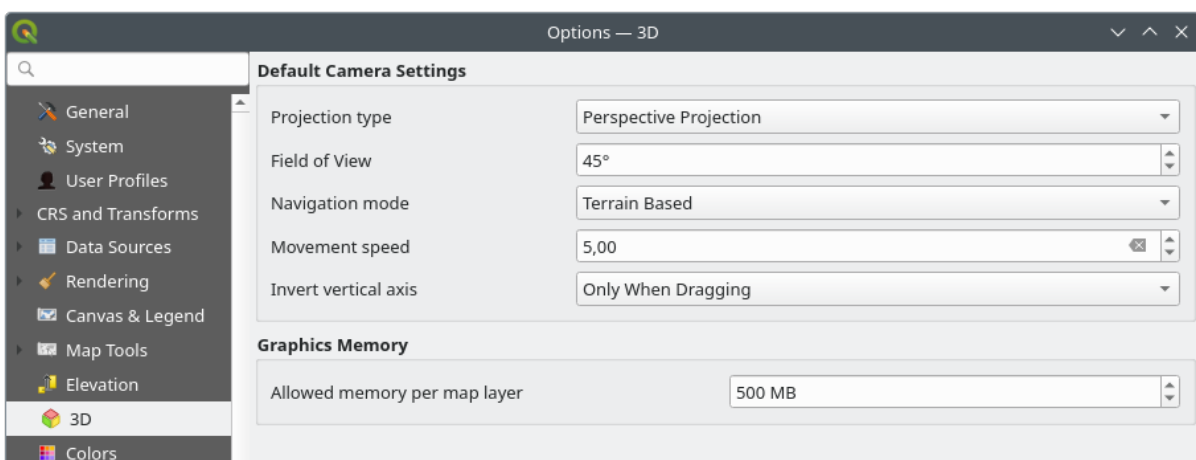 Options — 3D
General
System
User Profiles
CRS and Transforms
Data Sources
Rendering
Canvas & Legend
Map Tools
Elevation
3D
Colors
Default Camera Settings
Projection type Perspective Projection
Field of View 45°
Navigation mode Terrain Based
Movement speed 5,00
Invert vertical axis Only When Dragging
Graphics Memory
Allowed memory per map layer 500 MB